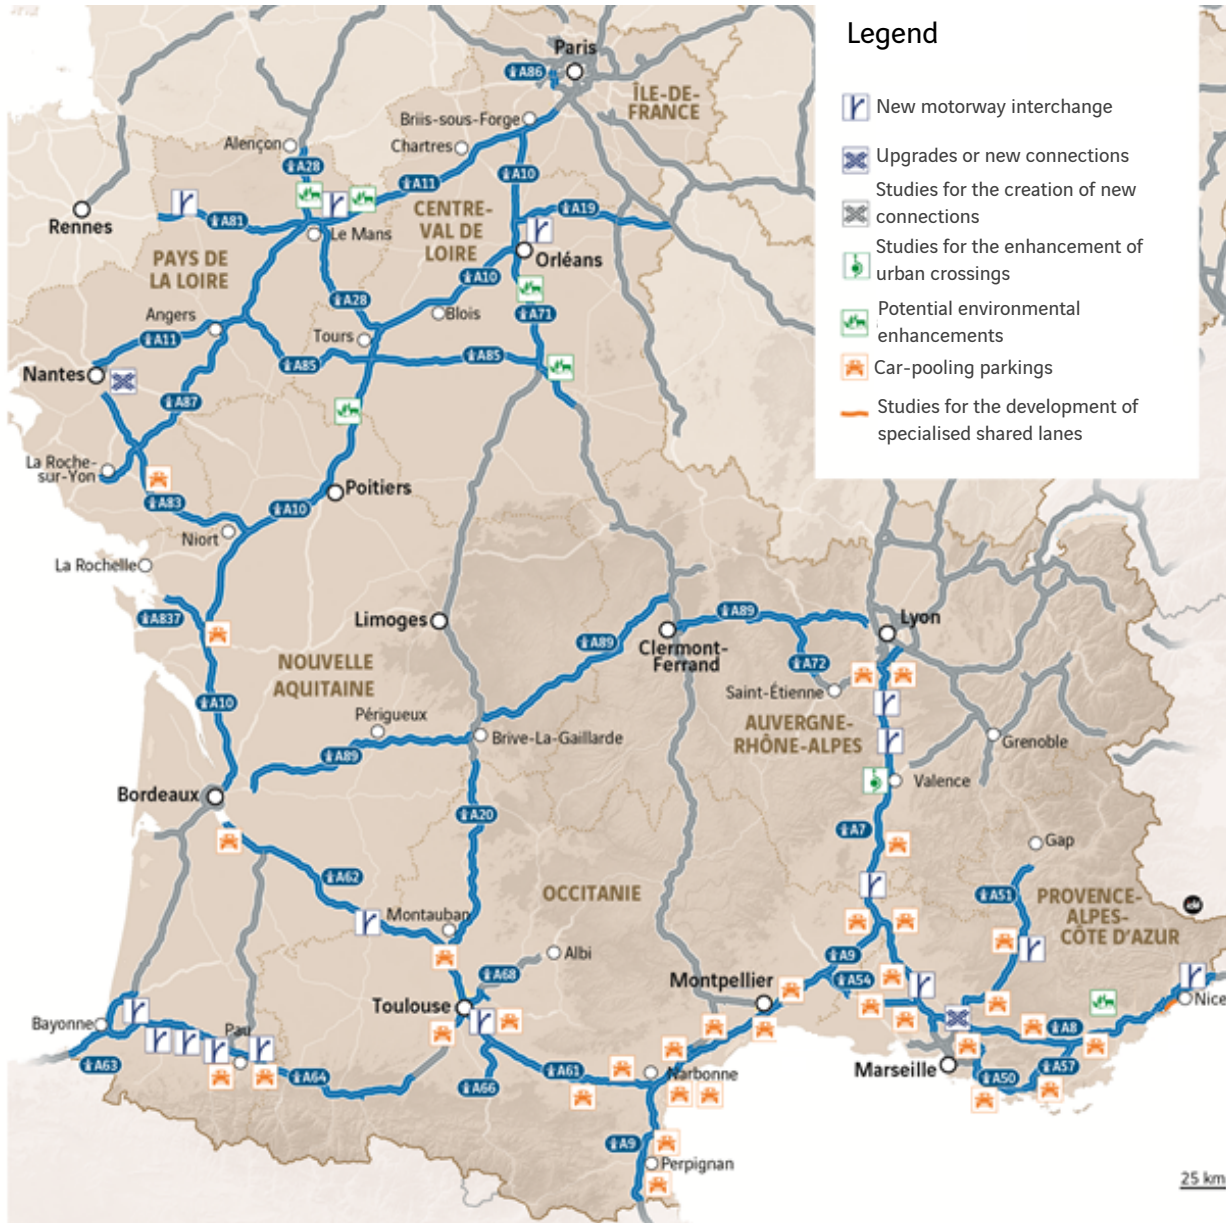 Legend
New motorway interchange
Upgrades or new connections
Studies for the creation of new
connections
Studies for the enhancement of
urban crossings
Potential environmental
enhancements
Car-pooling parkings
Studies for the development of
specialised shared lanes
Paris
A86
ÎLE-DE-
FRANCE
Briis-sous-Forge
Chartres
Alençon
A28
A11
A10
Rennes
A81
Le Mans
CENTRE-
VAL DE
LOIRE
A19
Orléans
PAYS DE
LA LOIRE
A10
A28
Blois
A71
Angers
A11
Tours
A85
A85
Nantes
A87
La Roche-
sur-Yon
A83
Poitiers
A10
Niort
La Rochelle
A837
Limoges
A89
A89
Lyon
Clermont-
Ferrand
A72
Saint-Étienne
NOUVELLE
AQUITAINE
A10
Périgueux
Brive-La-Gaillarde
AUVERGNE-
RHÔNE-ALPES
Grenoble
A89
Valence
Bordeaux
A20
A7
Gap
A62
OCCITANIE
A51
PROVENCE-
ALPES-
CÔTE D'AZUR
Montauban
Albi
A9
A68
A54
Montpellier
Toulouse
Nice
Bayonne
Pau
A8
A63
A64
A66
A61
Narbonne
Marseille
A57
A50
A9
Perpignan
25 km